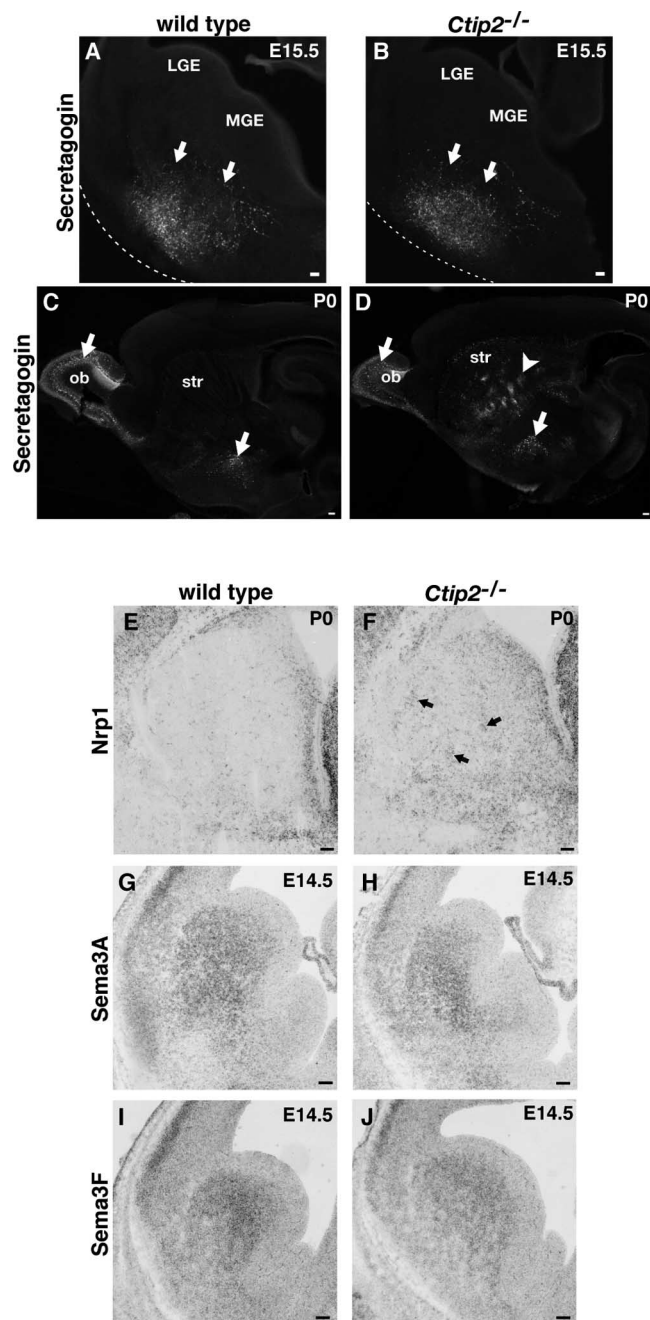 wild type Ctip2-/-
A E15.5 B E15.5
LGE LGE
MGE MGE
Secretagogin
C P0 D P0
ob str ob str
Secretagogin
wild type Ctip2-/-
E P0 F P0
Nrp1
G E14.5 H E14.5
Sema3A
I E14.5 J E14.5
Sema3F